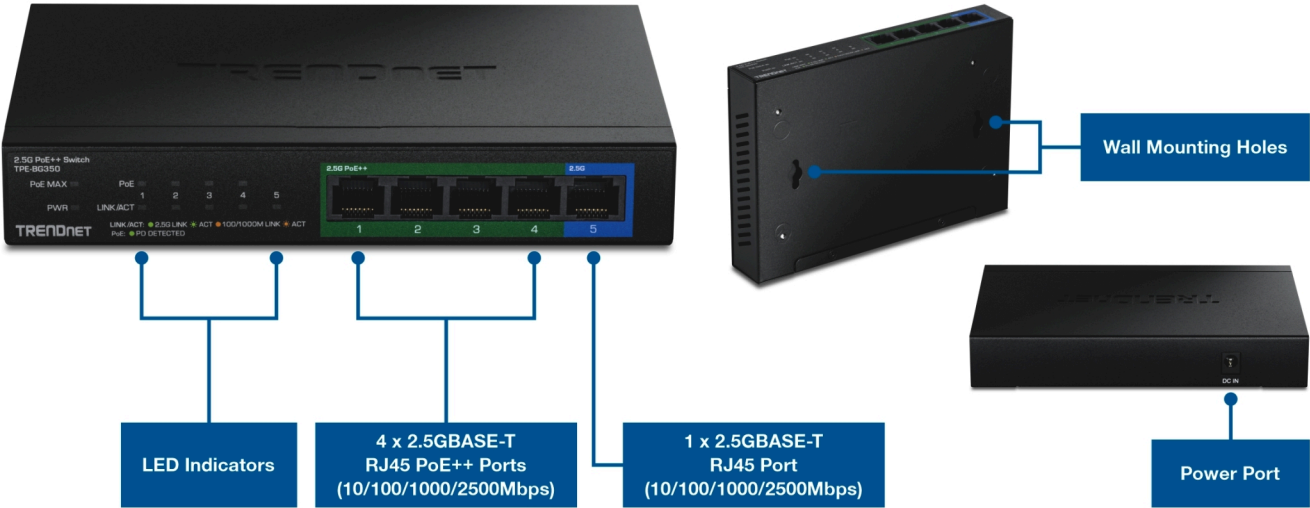 TRENDNET
2.5G PoE++ Switch
TPE-BG350
PoE MAX PoE
1 2 3 4 5
PWR LINK/ACT
TRENDNET
LINK/ACT: 2.5G LINK ACT 100/1000M LINK ACT
PoE: PD DETECTED
2.5G PoE++ 2.5G
1 2 3 4 5
LED Indicators
4 x 2.5GBASE-T
RJ45 PoE++ Ports
(10/100/1000/2500Mbps)
1 x 2.5GBASE-T
RJ45 Port
(10/100/1000/2500Mbps)
TRENDNET
Wall Mounting Holes
TRENDNET
DC IN
Power Port